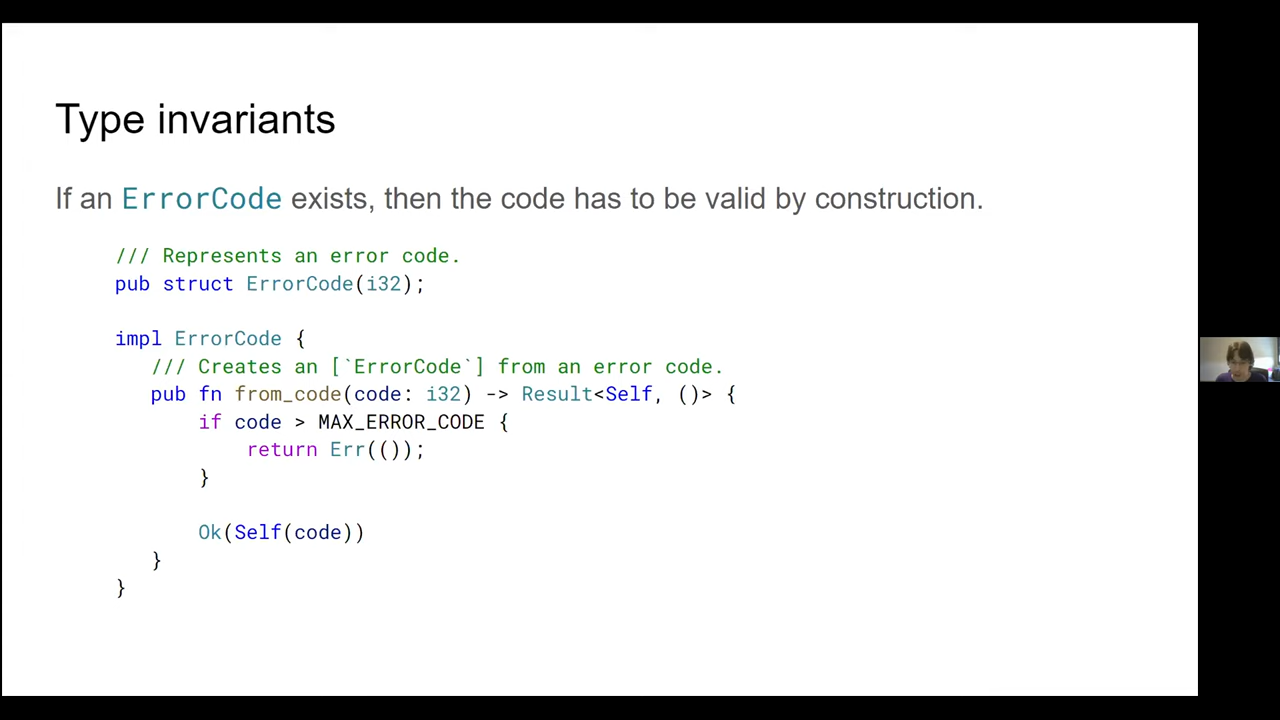 Type invariants
If an ErrorCode exists, then the code has to be valid by construction.
/// Represents an error code.
pub struct ErrorCode(i32);
impl ErrorCode {
/// Creates an [`ErrorCode`] from an error code.
pub fn from_code(code: i32) -> Result<Self, ()> {
if code > MAX_ERROR_CODE {
return Err(());
}
Ok(Self(code))
}
}